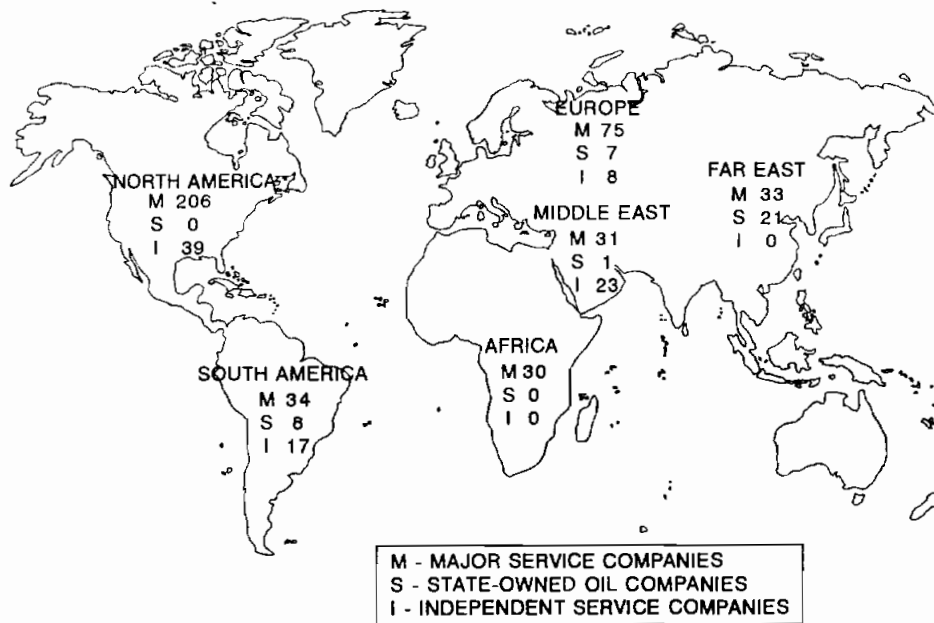 EUROPE
M 75
S 7
I 8
NORTH AMERICA
M 206
S 0
I 39
FAR EAST
M 33
S 21
I 0
MIDDLE EAST
M 31
S 1
I 23
AFRICA
M 30
S 0
I 0
SOUTH AMERICA
M 34
S 8
I 17
M - MAJOR SERVICE COMPANIES
S - STATE-OWNED OIL COMPANIES
I - INDEPENDENT SERVICE COMPANIES